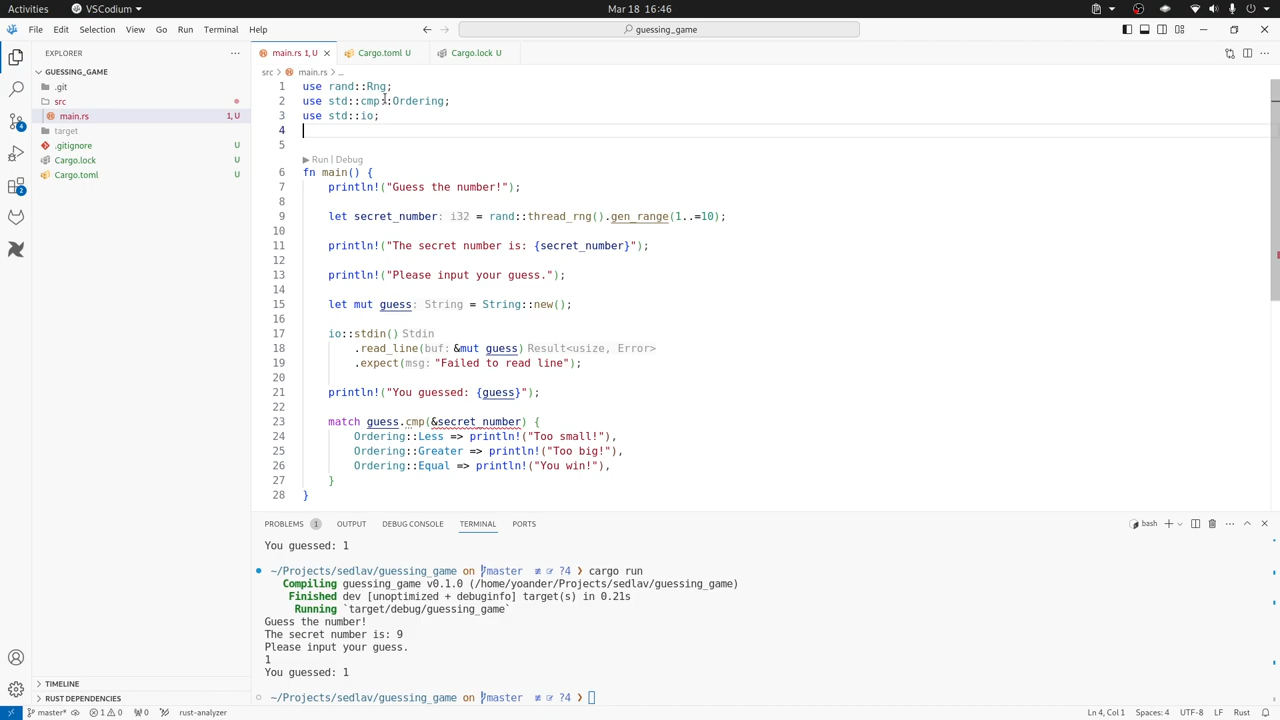 Activities VSCodium Mar 18 16:46
File Edit Selection View Go Run Terminal Help guessing_game
EXPLORER
GUESSING_GAME
.git
src
main.rs 1, U
target
.gitignore U
Cargo.lock U
Cargo.toml U
TIMELINE
RUST DEPENDENCIES
4
2
main.rs 1, U Cargo.toml U Cargo.lock U
src main.rs ...
1 use rand::Rng;
2 use std::cmp::Ordering;
3 use std::io;
4
5
Run | Debug
6 fn main() {
7 println!("Guess the number!");
8
9 let secret_number: i32 = rand::thread_rng().gen_range(1..=10);
10
11 println!("The secret number is: {secret_number}");
12
13 println!("Please input your guess.");
14
15 let mut guess: String = String::new();
16
17 io::stdin() Stdin
18 .read_line(buf: &mut guess) Result<usize, Error>
19 .expect(msg: "Failed to read line");
20
21 println!("You guessed: {guess}");
22
23 match guess.cmp(&secret_number) {
24 Ordering::Less => println!("Too small!"),
25 Ordering::Greater => println!("Too big!"),
26 Ordering::Equal => println!("You win!"),
27 }
28 }
PROBLEMS 1 OUTPUT DEBUG CONSOLE TERMINAL PORTS bash
You guessed: 1
~/Projects/sedlav/guessing_game on master ≢ ?4 ❯ cargo run
Compiling guessing_game v0.1.0 (/home/yoander/Projects/sedlav/guessing_game)
Finished dev [unoptimized + debuginfo] target(s) in 0.21s
Running `target/debug/guessing_game`
Guess the number!
The secret number is: 9
Please input your guess.
1
You guessed: 1
~/Projects/sedlav/guessing_game on master ≢ ?4 ❯
master* 1 0 0 rust-analyzer Ln 4, Col 1 Spaces: 4 UTF-8 LF Rust